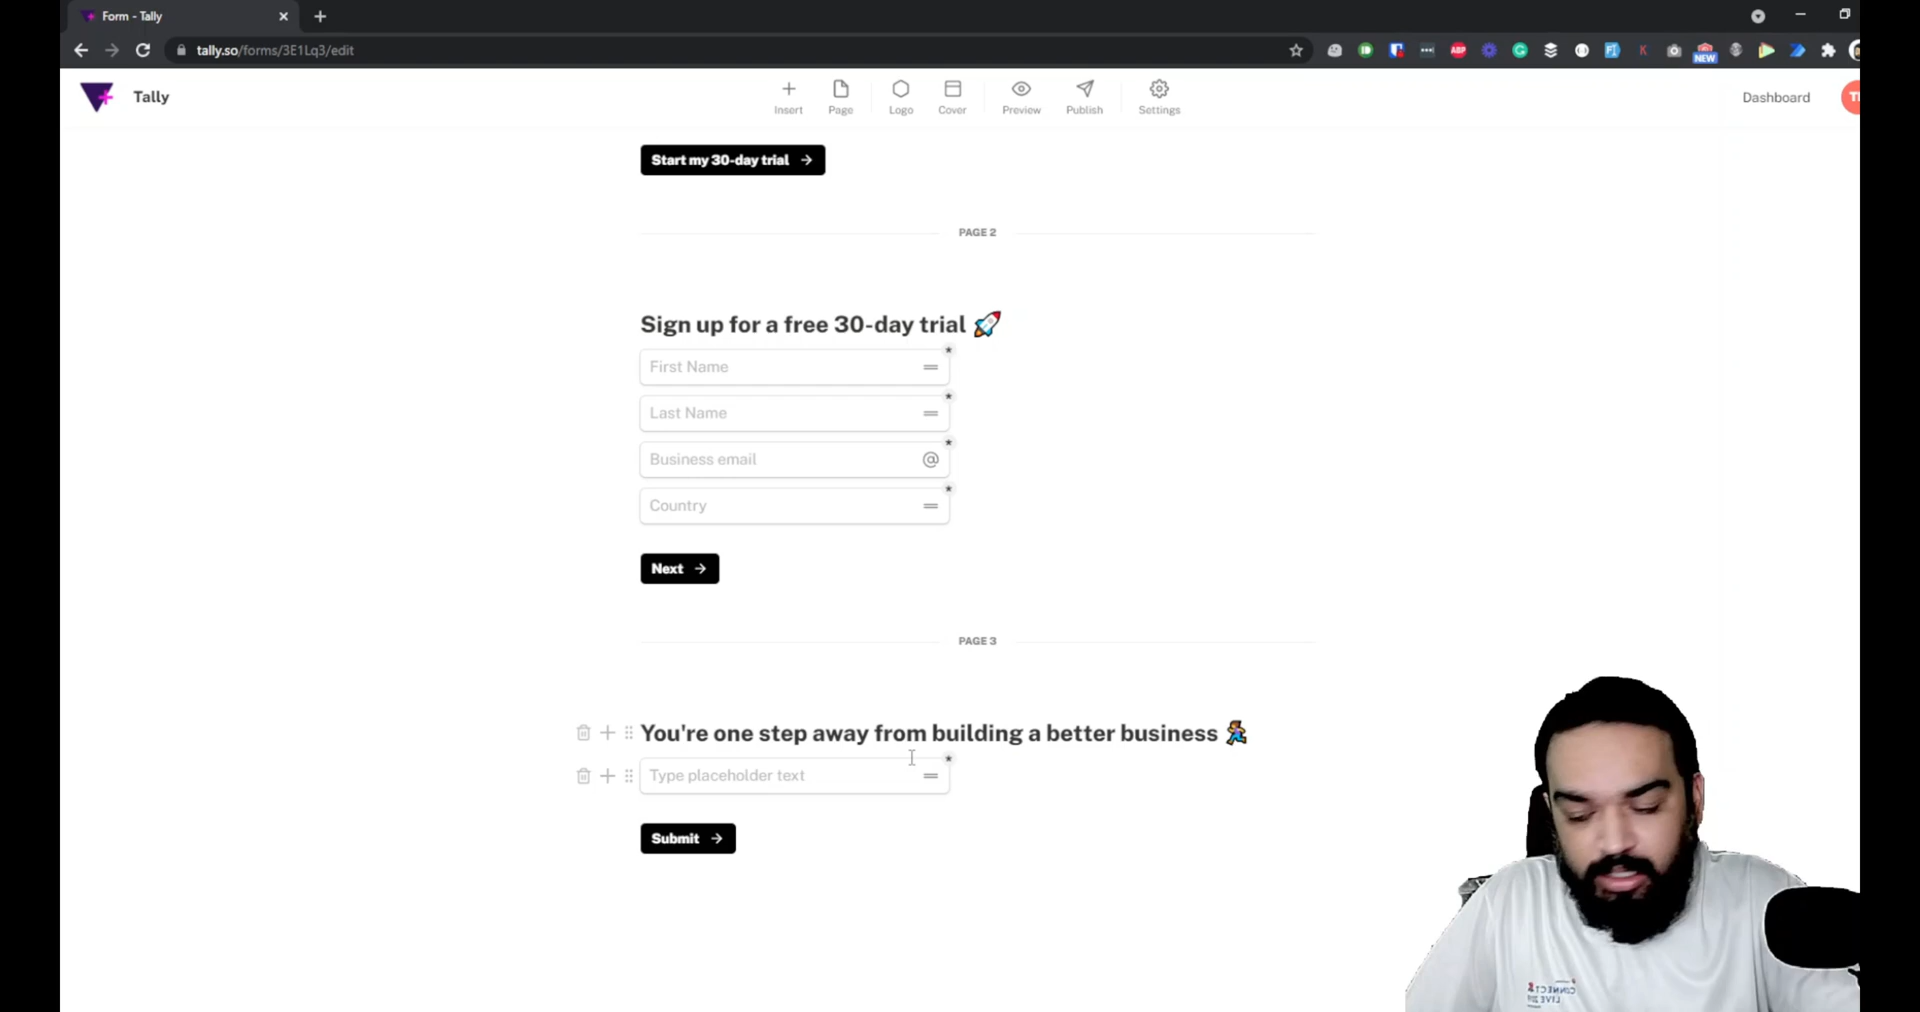 Form - Tally
tally.so/forms/3E1Lq3/edit
ABP
NEW
Tally
Insert
Page
Logo
Cover
Preview
Publish
Settings
Dashboard
Start my 30-day trial →
PAGE 2
Sign up for a free 30-day trial 🚀
First Name
*
Last Name
*
Business email
@
*
Country
*
Next →
PAGE 3
You're one step away from building a better business
Type placeholder text
*
Submit →